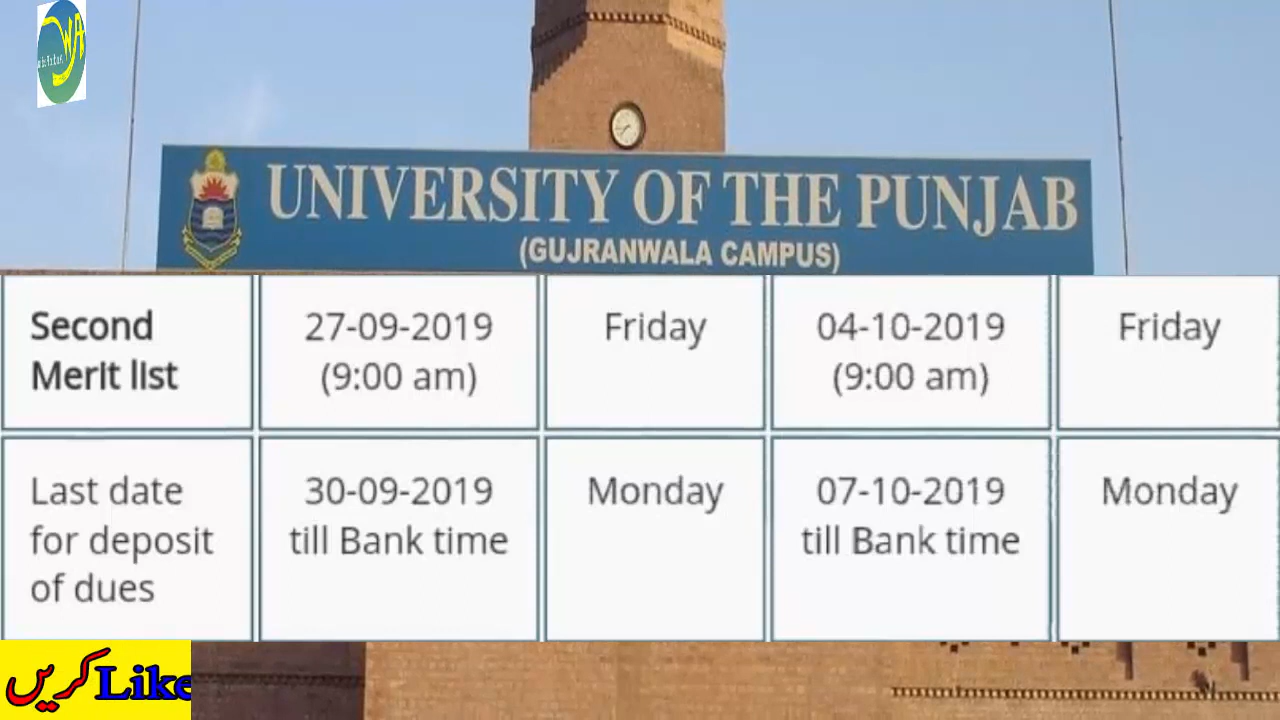 WA
UNIVERSITY OF THE PUNJAB
(GUJRANWALA CAMPUS)
Second Merit list
27-09-2019 (9:00 am)
Friday
04-10-2019 (9:00 am)
Friday
Last date for deposit of dues
30-09-2019 till Bank time
Monday
07-10-2019 till Bank time
Monday
Like کریں